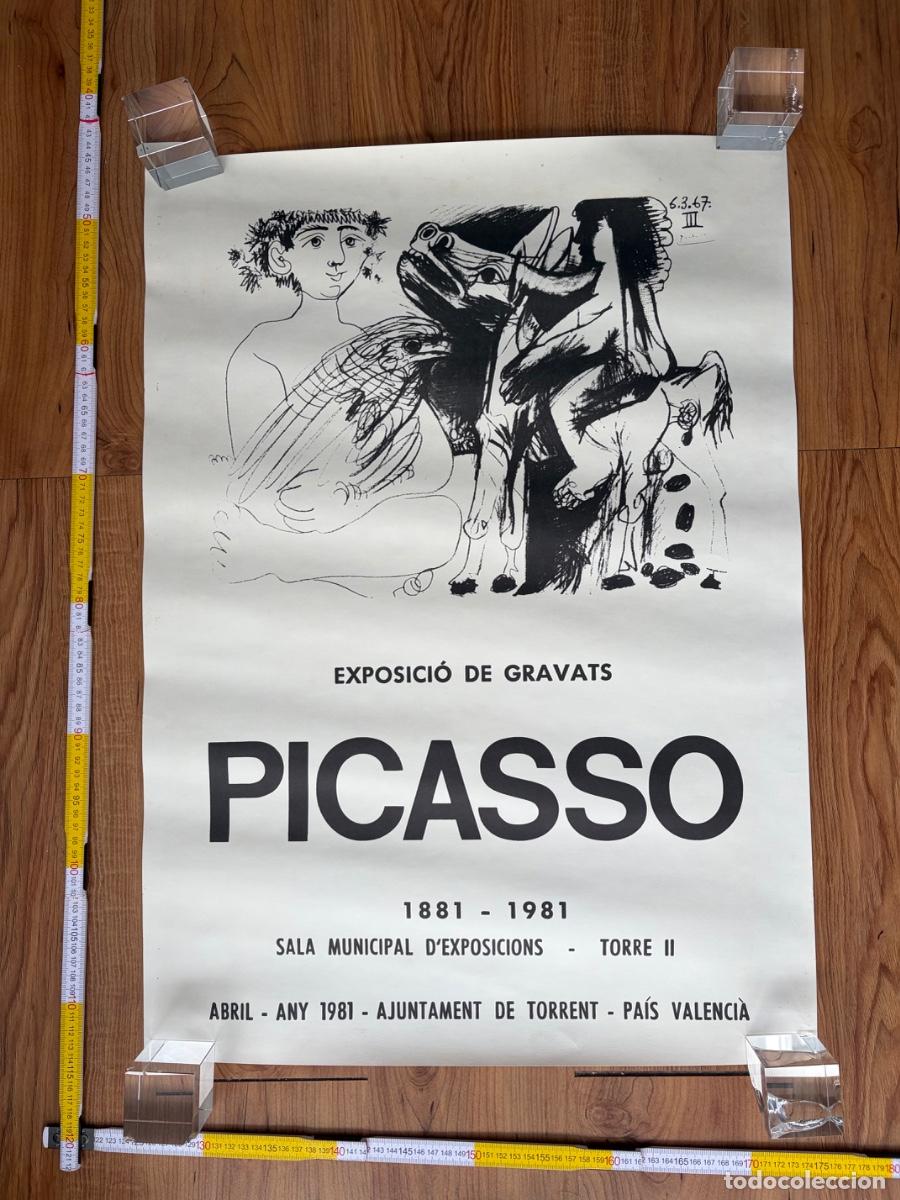 6.3.67.
III
EXPOSICIÓ DE GRAVATS
PICASSO
1881 - 1981
SALA MUNICIPAL D'EXPOSICIONS - TORRE II
ABRIL - ANY 1981 - AJUNTAMENT DE TORRENT - PAÍS VALENCIÀ
todocoleccion